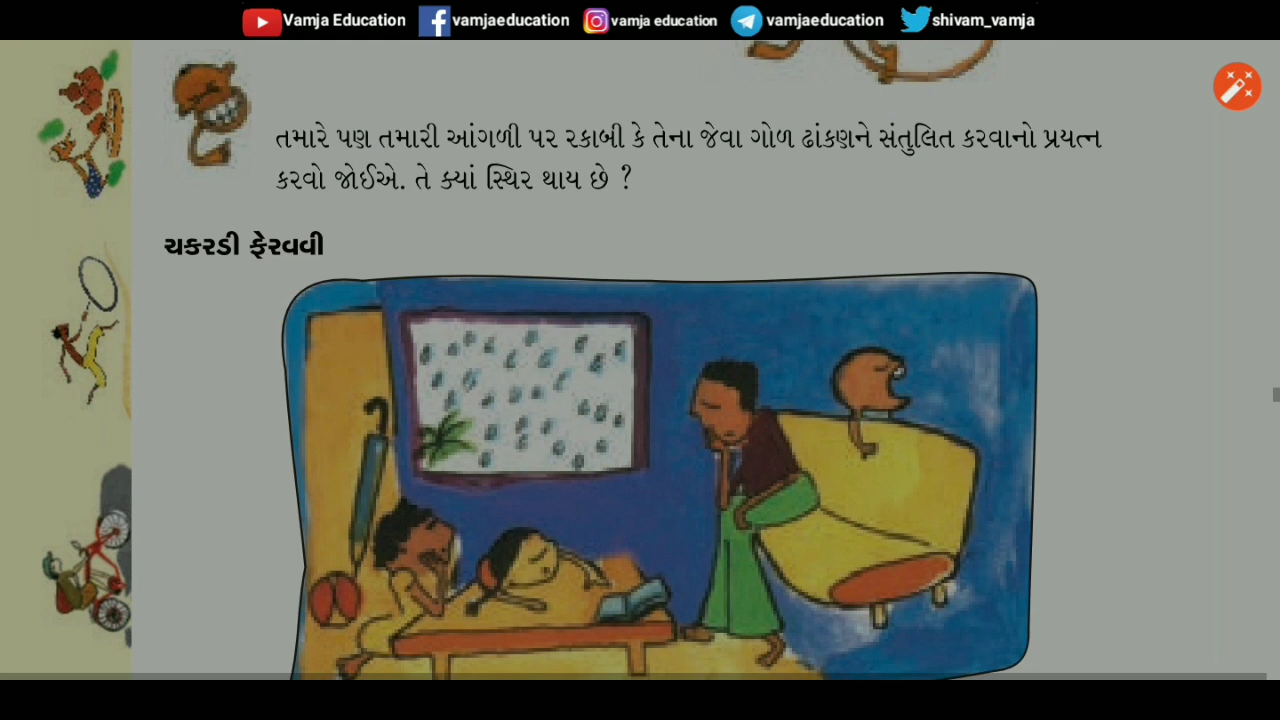 Vamja Education vamjaeducation vamja education vamjaeducation shivam_vamja
તમારે પણ તમારી આંગળી પર રકાબી કે તેના જેવા ગોળ ઢાંકણને સંતુલિત કરવાનો પ્રયત્ન
કરવો જોઈએ. તે ક્યાં સ્થિર થાય છે ?
ચકરડી ફેરવવી